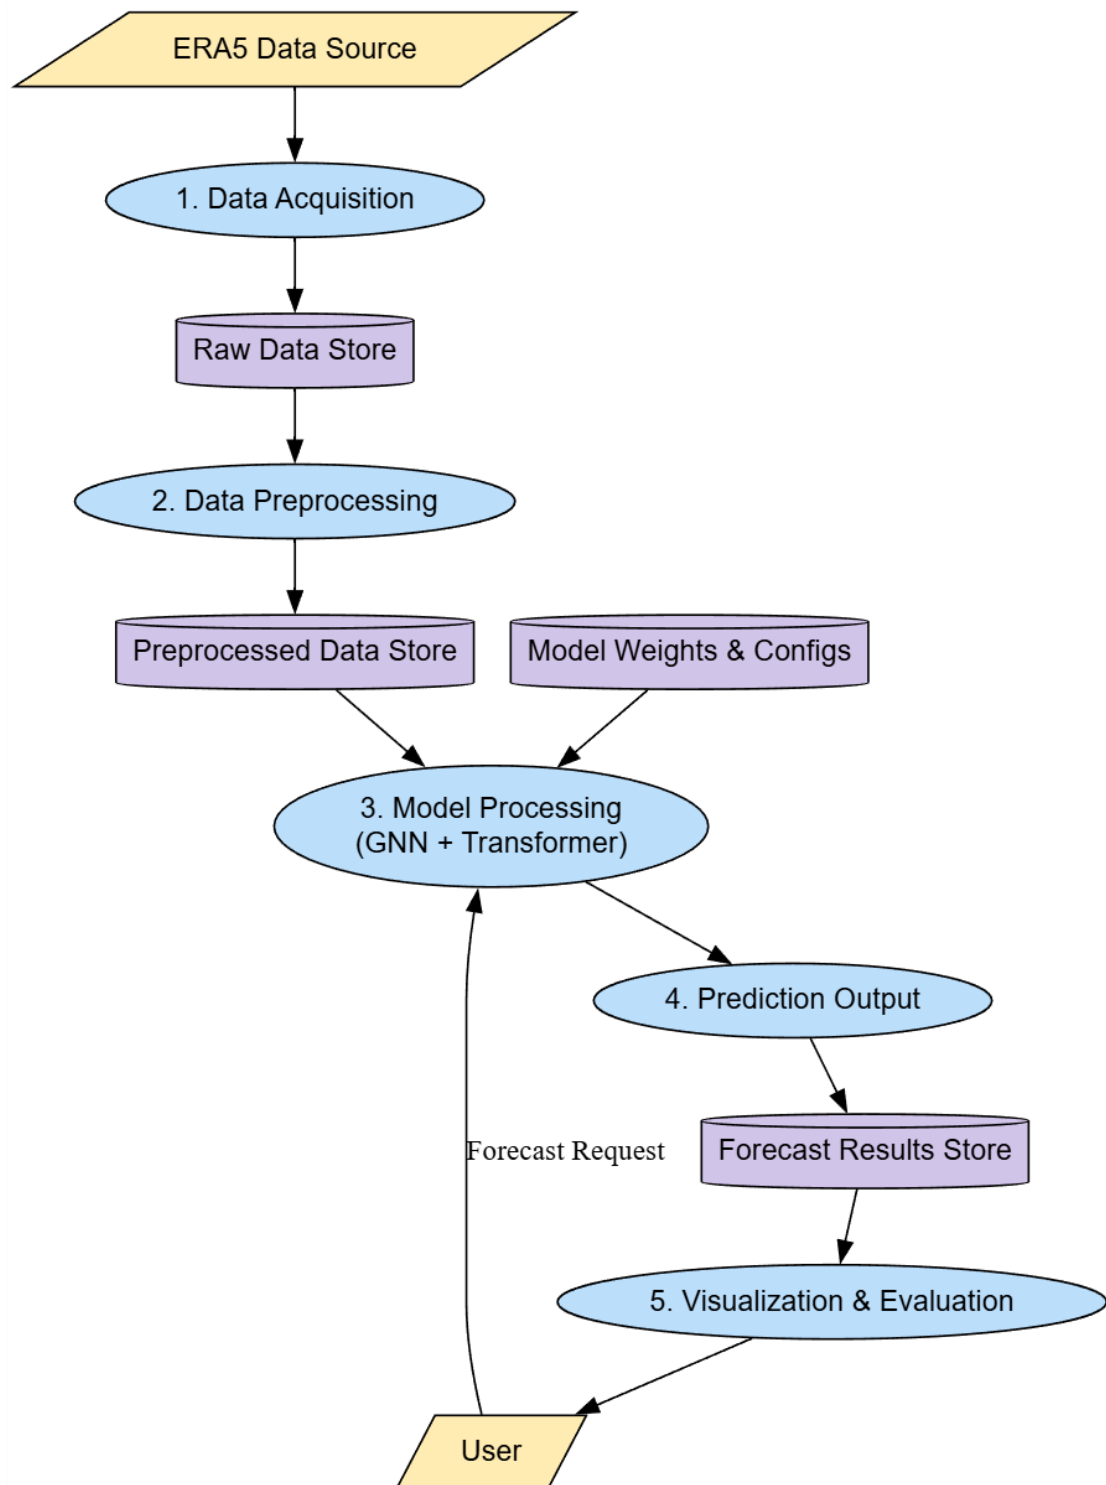 ERA5 Data Source
1. Data Acquisition
Raw Data Store
2. Data Preprocessing
Preprocessed Data Store
Model Weights & Configs
3. Model Processing
(GNN + Transformer)
4. Prediction Output
Forecast Request
Forecast Results Store
5. Visualization & Evaluation
User